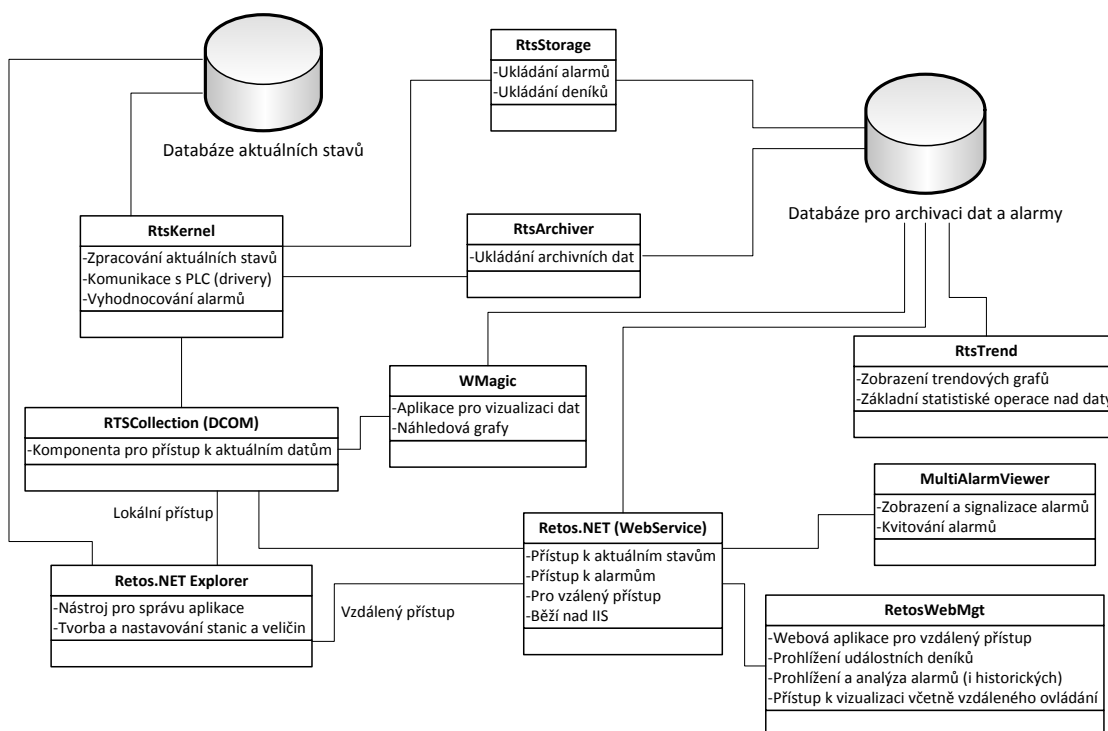 RtsStorage
-Ukládání alarmů
-Ukládání deníků
Databáze aktuálních stavů
Databáze pro archivaci dat a alarmy
RtsKernel
-Zpracování aktuálních stavů
-Komunikace s PLC (drivery)
-Vyhodnocování alarmů
RtsArchiver
-Ukládání archivních dat
RtsTrend
-Zobrazení trendových grafů
-Základní statistiské operace nad daty
WMagic
-Aplikace pro vizualizaci dat
-Náhledová grafy
RTSCollection (DCOM)
-Komponenta pro přístup k aktuálním datům
MultiAlarmViewer
-Zobrazení a signalizace alarmů
-Kvitování alarmů
Lokální přístup
Retos.NET (WebService)
-Přístup k aktuálním stavům
-Přístup k alarmům
-Pro vzálený přístup
-Běží nad IIS
Retos.NET Explorer
-Nástroj pro správu aplikace
-Tvorba a nastavování stanic a veličin
Vzdálený přístup
RetosWebMgt
-Webová aplikace pro vzdálený přístup
-Prohlížení událostních deníků
-Prohlížení a analýza alarmů (i historických)
-Přístup k vizualizaci včetně vzdáleného ovládání